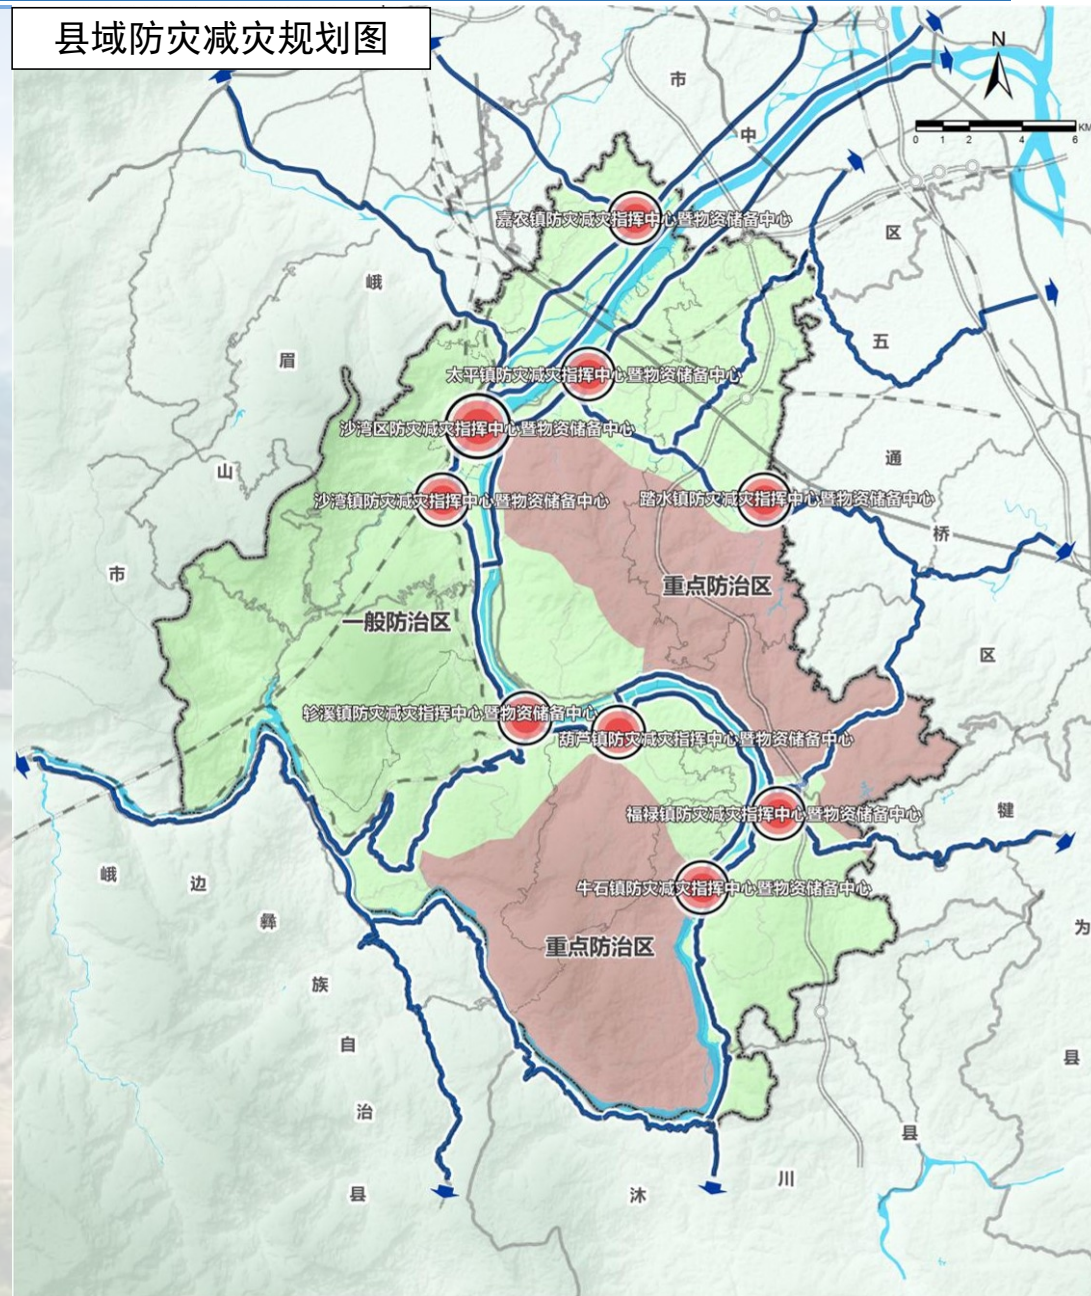 县域防灾减灾规划图
N
KM
0 1 2 4 6
市
中
区
嘉农镇防灾减灾指挥中心暨物资储备中心
峨
眉
山
市
五
通
桥
区
太平镇防灾减灾指挥中心暨物资储备中心
沙湾区防灾减灾指挥中心暨物资储备中心
沙湾镇防灾减灾指挥中心暨物资储备中心
踏水镇防灾减灾指挥中心暨物资储备中心
重点防治区
一般防治区
轸溪镇防灾减灾指挥中心暨物资储备中心
葫芦镇防灾减灾指挥中心暨物资储备中心
福禄镇防灾减灾指挥中心暨物资储备中心
牛石镇防灾减灾指挥中心暨物资储备中心
重点防治区
犍
为
县
峨
边
彝
族
自
治
县
沐
川
县